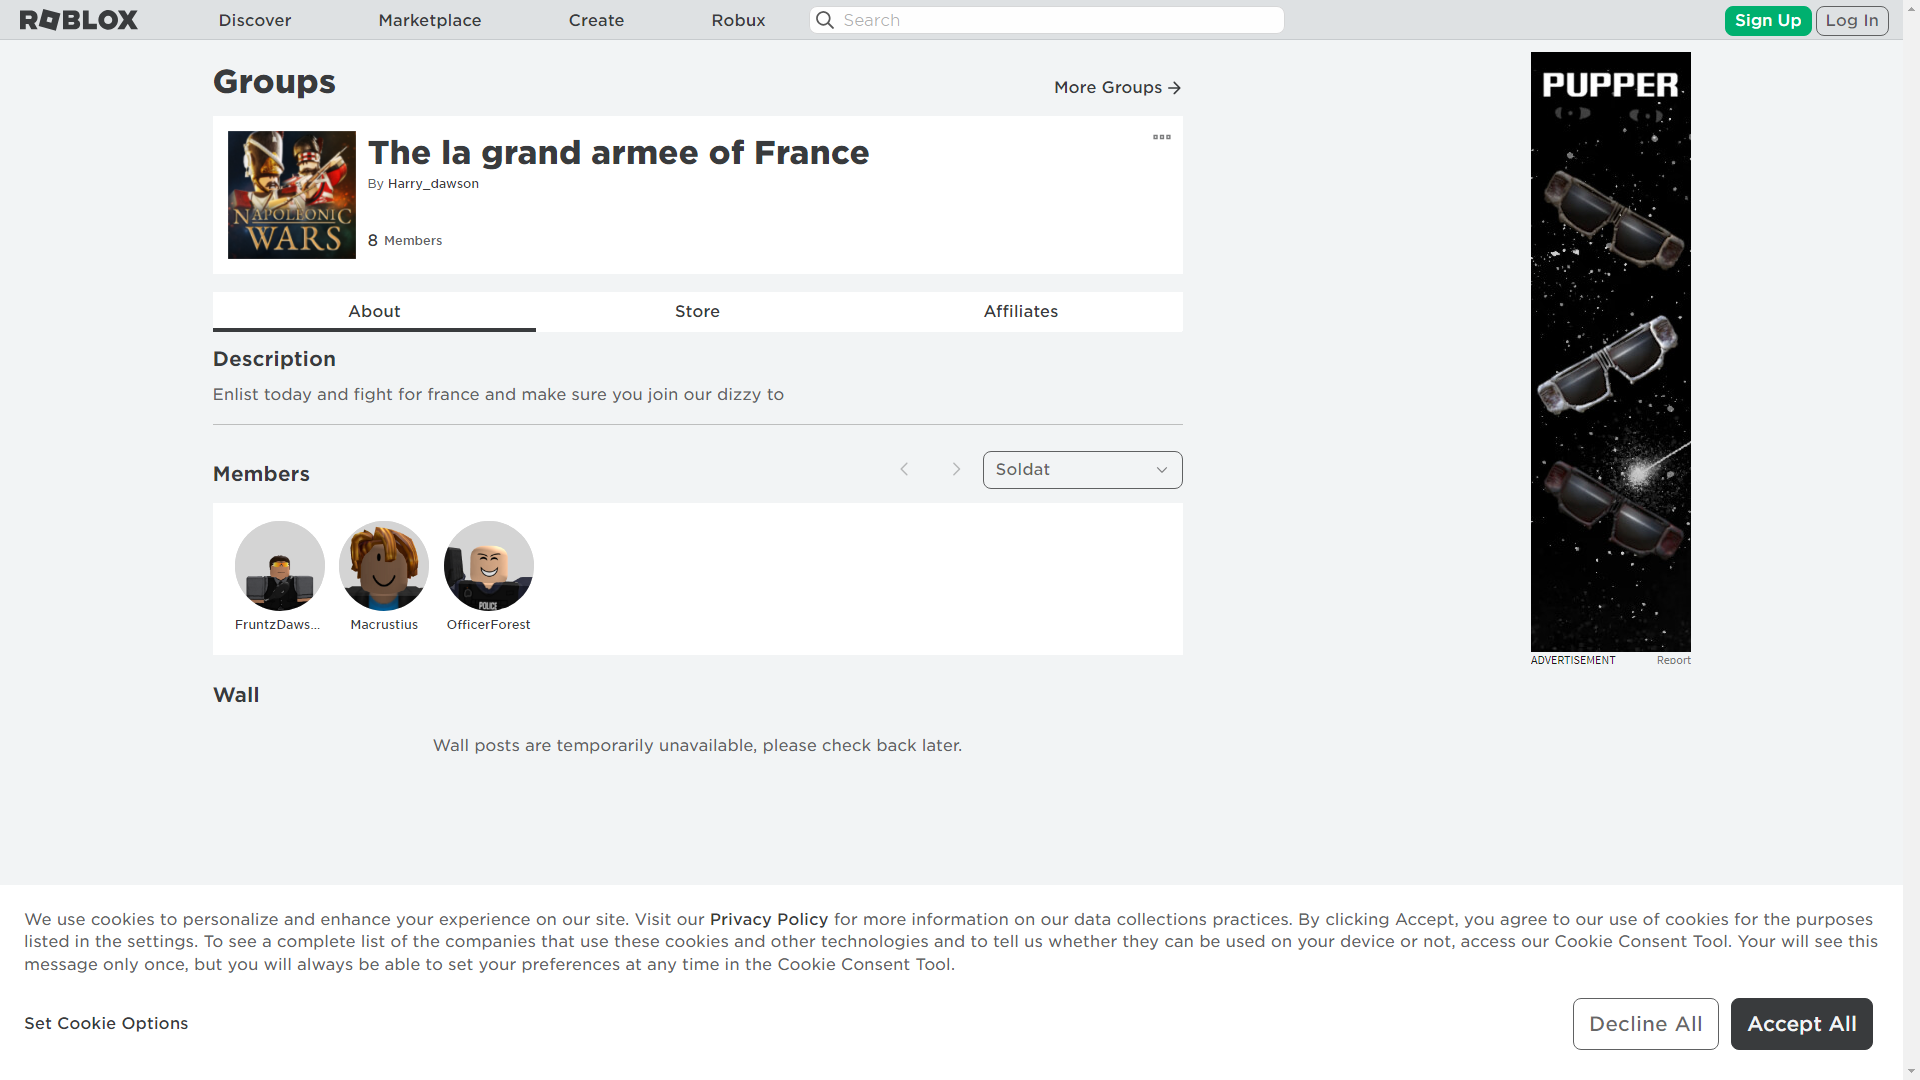 ROBLOX Discover Marketplace Create Robux Search Sign Up Log In
Groups
More Groups
NAPOLEONIC
WARS
The la grand armee of France
By Harry_dawson
8 Members
About Store Affiliates
Description
Enlist today and fight for france and make sure you join our dizzy to
Members
Soldat
POLICE
FruntzDaws... Macrustius OfficerForest
Wall
Wall posts are temporarily unavailable, please check back later.
PUPPER
ADVERTISEMENT Report
We use cookies to personalize and enhance your experience on our site. Visit our Privacy Policy for more information on our data collections practices. By clicking Accept, you agree to our use of cookies for the purposes
listed in the settings. To see a complete list of the companies that use these cookies and other technologies and to tell us whether they can be used on your device or not, access our Cookie Consent Tool. Your will see this
message only once, but you will always be able to set your preferences at any time in the Cookie Consent Tool.
Set Cookie Options
Decline All
Accept All